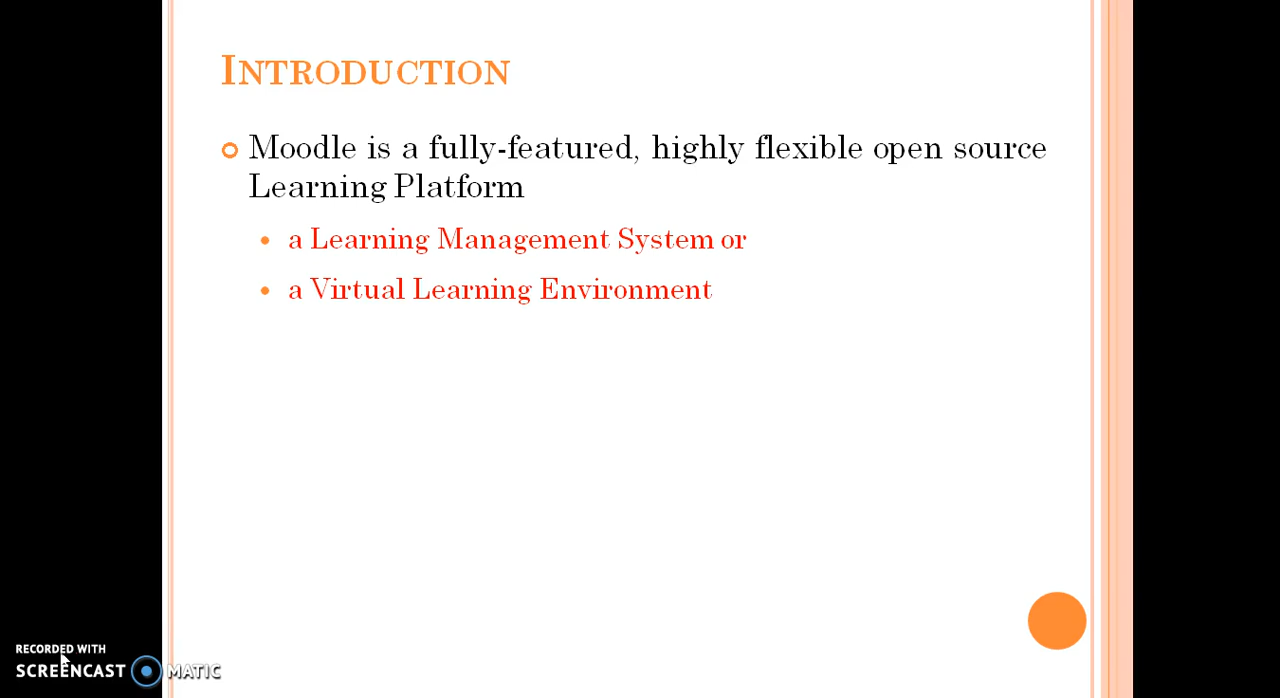 INTRODUCTION
Moodle is a fully-featured, highly flexible open source
Learning Platform
a Learning Management System or
a Virtual Learning Environment
RECORDED WITH
SCREENCAST MATIC